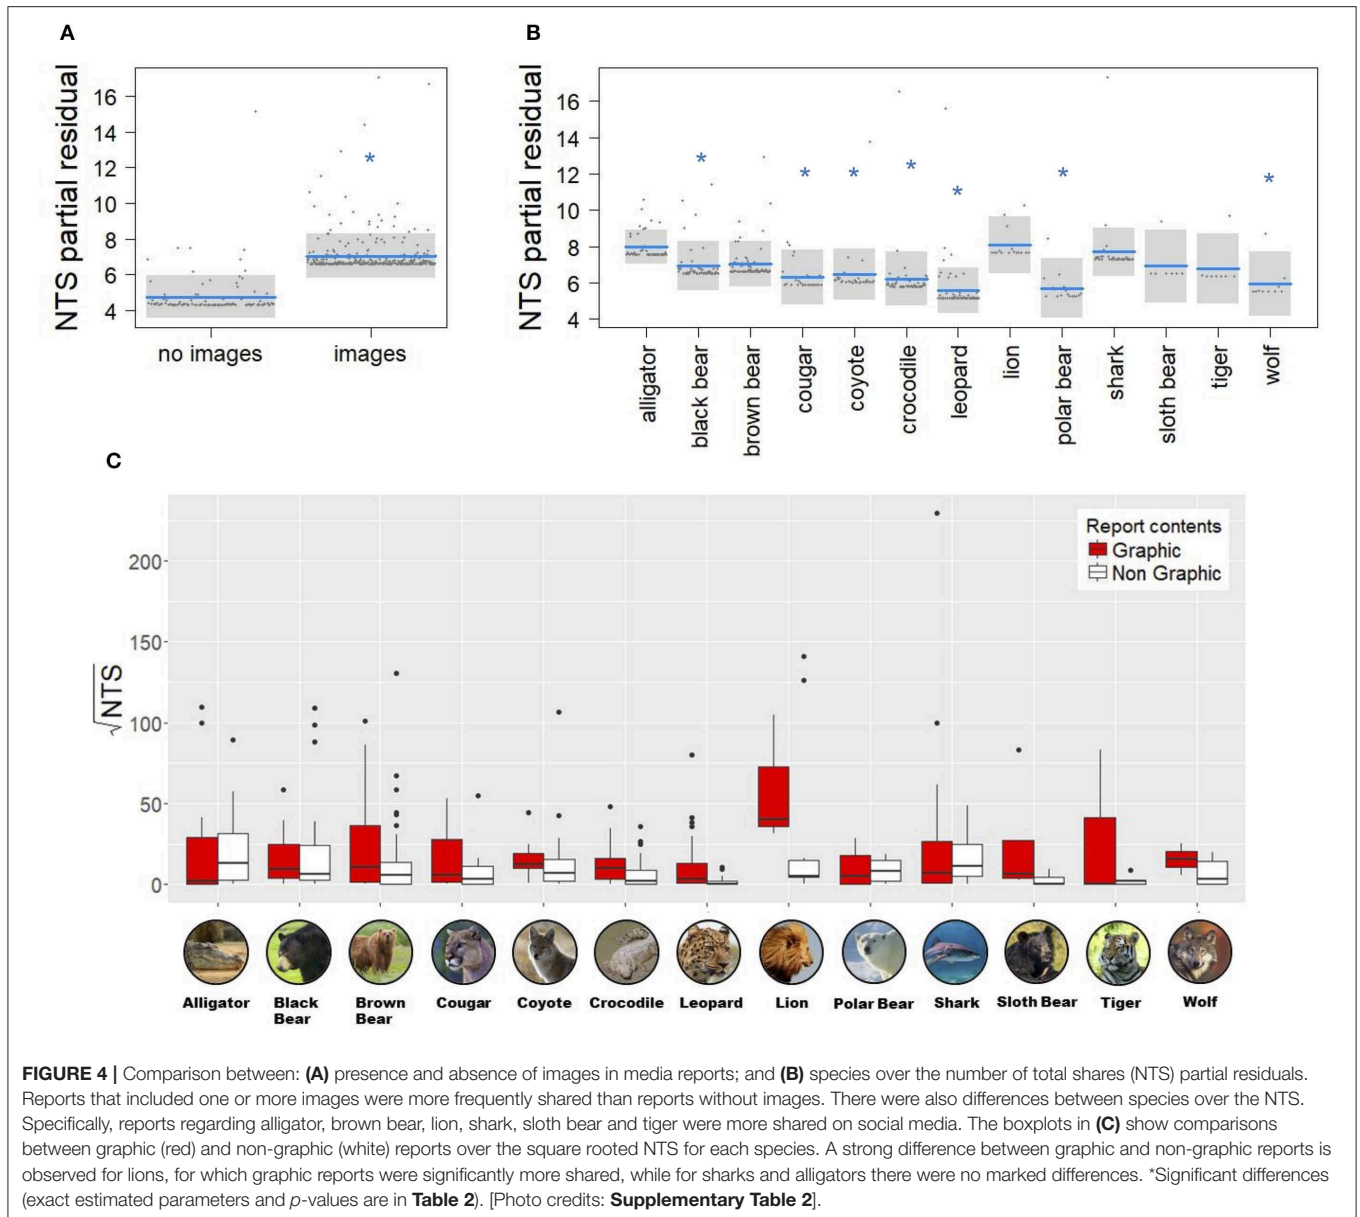 A
B
NTS partial residual
16
14
12
10
8
6
4
*
no images
images
NTS partial residual
16
14
12
10
8
6
4
*
*
*
*
*
*
*
alligator
black bear
brown bear
cougar
coyote
crocodile
leopard
lion
polar bear
shark
sloth bear
tiger
wolf
C
√NTS
200
150
100
50
0
Report contents
Graphic
Non Graphic
Alligator
Black
Bear
Brown
Bear
Cougar
Coyote
Crocodile
Leopard
Lion
Polar Bear
Shark
Sloth Bear
Tiger
Wolf
FIGURE 4 | Comparison between: (A) presence and absence of images in media reports; and (B) species over the number of total shares (NTS) partial residuals.
Reports that included one or more images were more frequently shared than reports without images. There were also differences between species over the NTS.
Specifically, reports regarding alligator, brown bear, lion, shark, sloth bear and tiger were more shared on social media. The boxplots in (C) show comparisons
between graphic (red) and non-graphic (white) reports over the square rooted NTS for each species. A strong difference between graphic and non-graphic reports is
observed for lions, for which graphic reports were significantly more shared, while for sharks and alligators there were no marked differences. *Significant differences
(exact estimated parameters and p-values are in Table 2). [Photo credits: Supplementary Table 2].